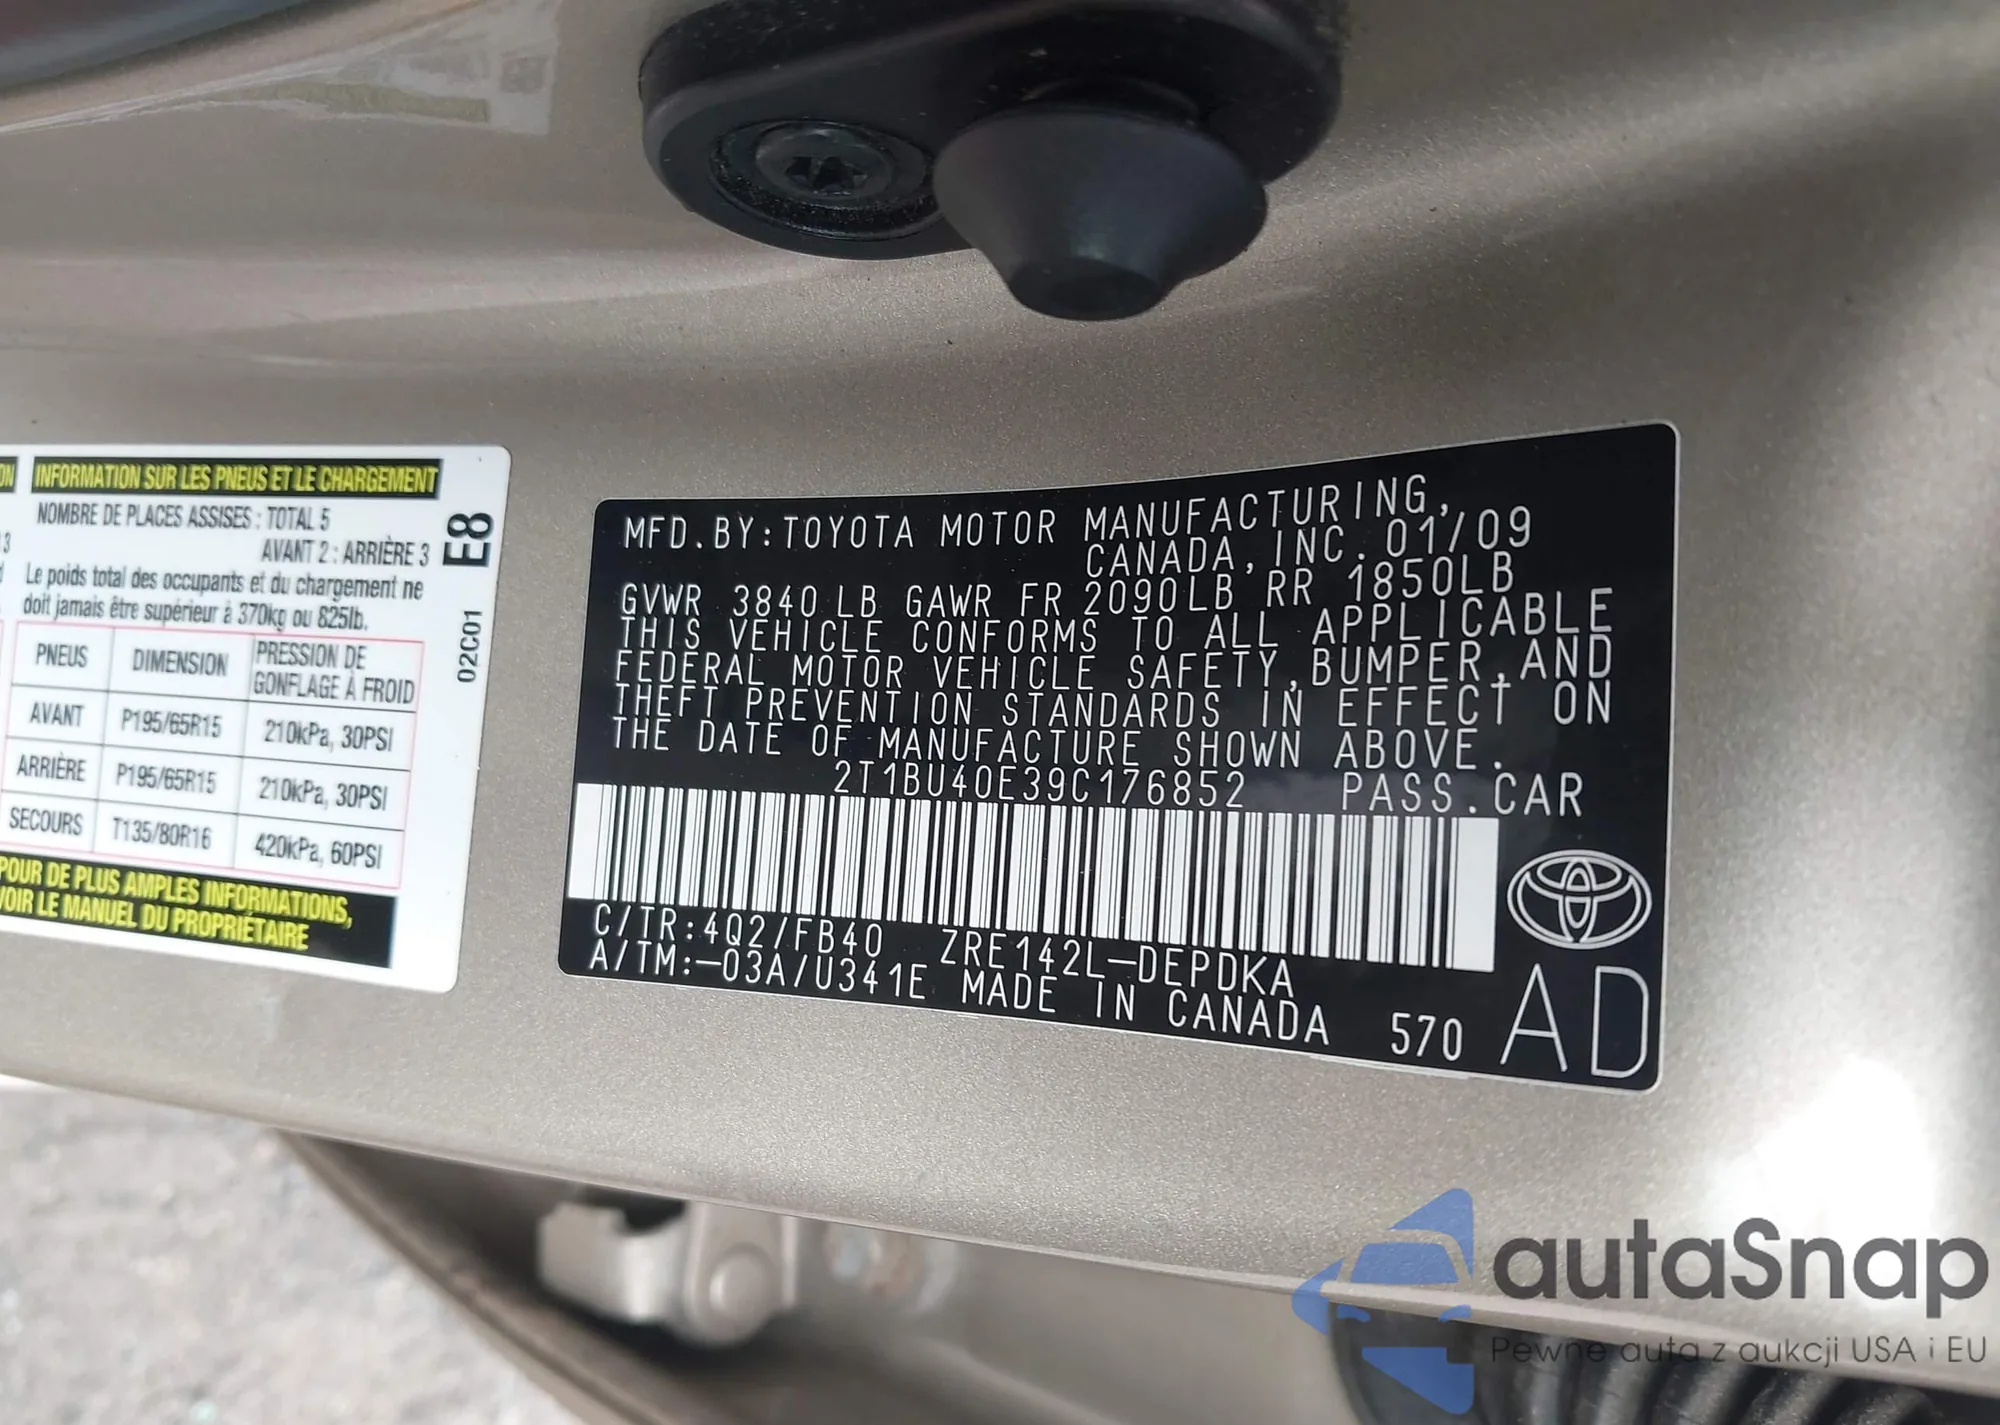 ON
INFORMATION SUR LES PNEUS ET LE CHARGEMENT
NOMBRE DE PLACES ASSISES : TOTAL 5
AVANT 2 : ARRIÈRE 3
Le poids total des occupants et du chargement ne
doit jamais être supérieur à 370kg ou 825lb.
PNEUS DIMENSION PRESSION DE
GONFLAGE À FROID
AVANT P195/65R15 210kPa, 30PSI
ARRIÈRE P195/65R15 210kPa, 30PSI
SECOURS T135/80R16 420kPa, 60PSI
POUR DE PLUS AMPLES INFORMATIONS,
VOIR LE MANUEL DU PROPRIÉTAIRE
E8
02C01
MFD.BY:TOYOTA MOTOR MANUFACTURING,
CANADA,INC.01/09
GVWR 3840LB GAWR FR 2090LB RR 1850LB
THIS VEHICLE CONFORMS TO ALL APPLICABLE
FEDERAL MOTOR VEHICLE SAFETY,BUMPER,AND
THEFT PREVENTION STANDARDS IN EFFECT ON
THE DATE OF MANUFACTURE SHOWN ABOVE.
2T1BU40E39C176852 PASS.CAR
C/TR:4Q2/FB40 ZRE142L-DEPDKA
A/TM:-03A/U341E MADE IN CANADA 570
AD
autaSnap
Pewne auta z aukcji USA i EU